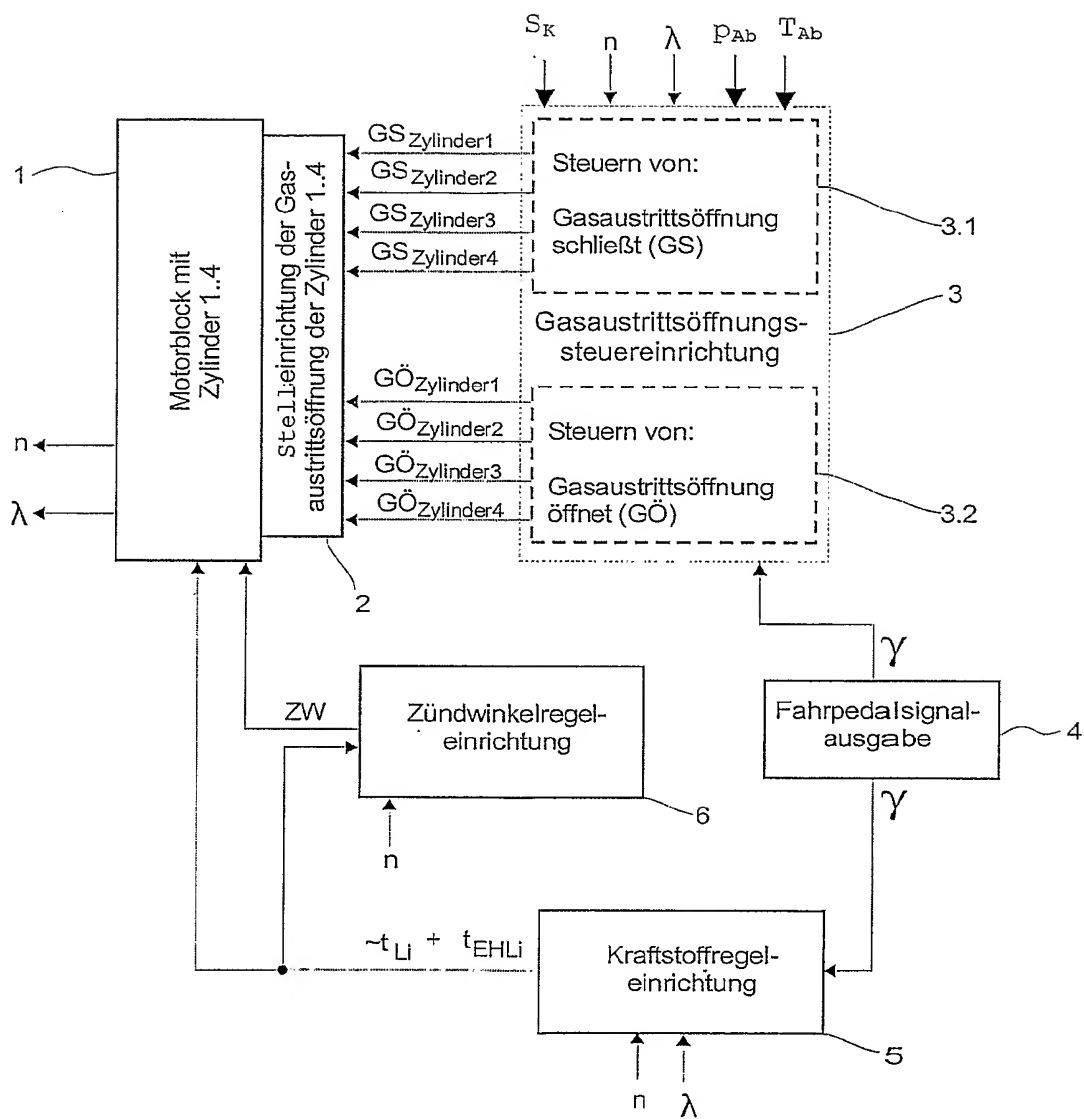 S_K n λ p_Ab T_Ab
1
Motorblock mit
Zylinder 1..4
Stelleinrichtung der Gas-
austrittsöffnung der Zylinder 1..4
GS_Zylinder1
GS_Zylinder2
GS_Zylinder3
GS_Zylinder4
Steuern von:
Gasaustrittsöffnung
schließt (GS)
3.1
3
Gasaustrittsöffnungs-
steuereinrichtung
GÖ_Zylinder1
GÖ_Zylinder2
GÖ_Zylinder3
GÖ_Zylinder4
Steuern von:
Gasaustrittsöffnung
öffnet (GÖ)
3.2
n
λ
2
γ
ZW
Zündwinkelregel-
einrichtung
Fahrpedalsignal-
ausgabe
4
6
n
γ
~t_Li + t_EHLi
Kraftstoffregel-
einrichtung
5
n λ